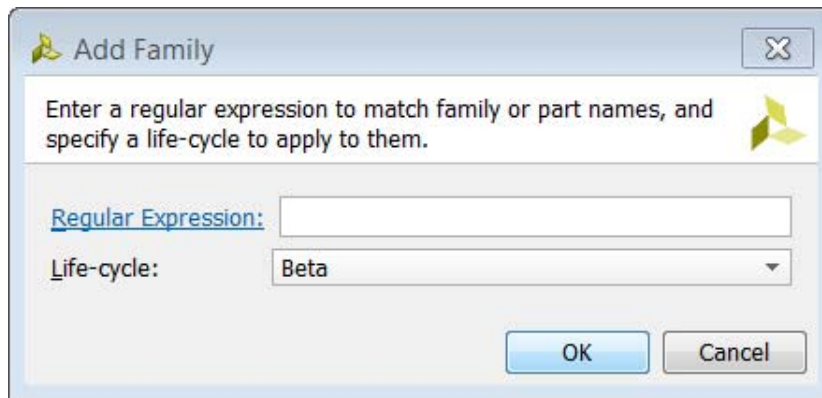 Add Family
Enter a regular expression to match family or part names, and
specify a life-cycle to apply to them.
Regular Expression:
Life-cycle: Beta
OK Cancel